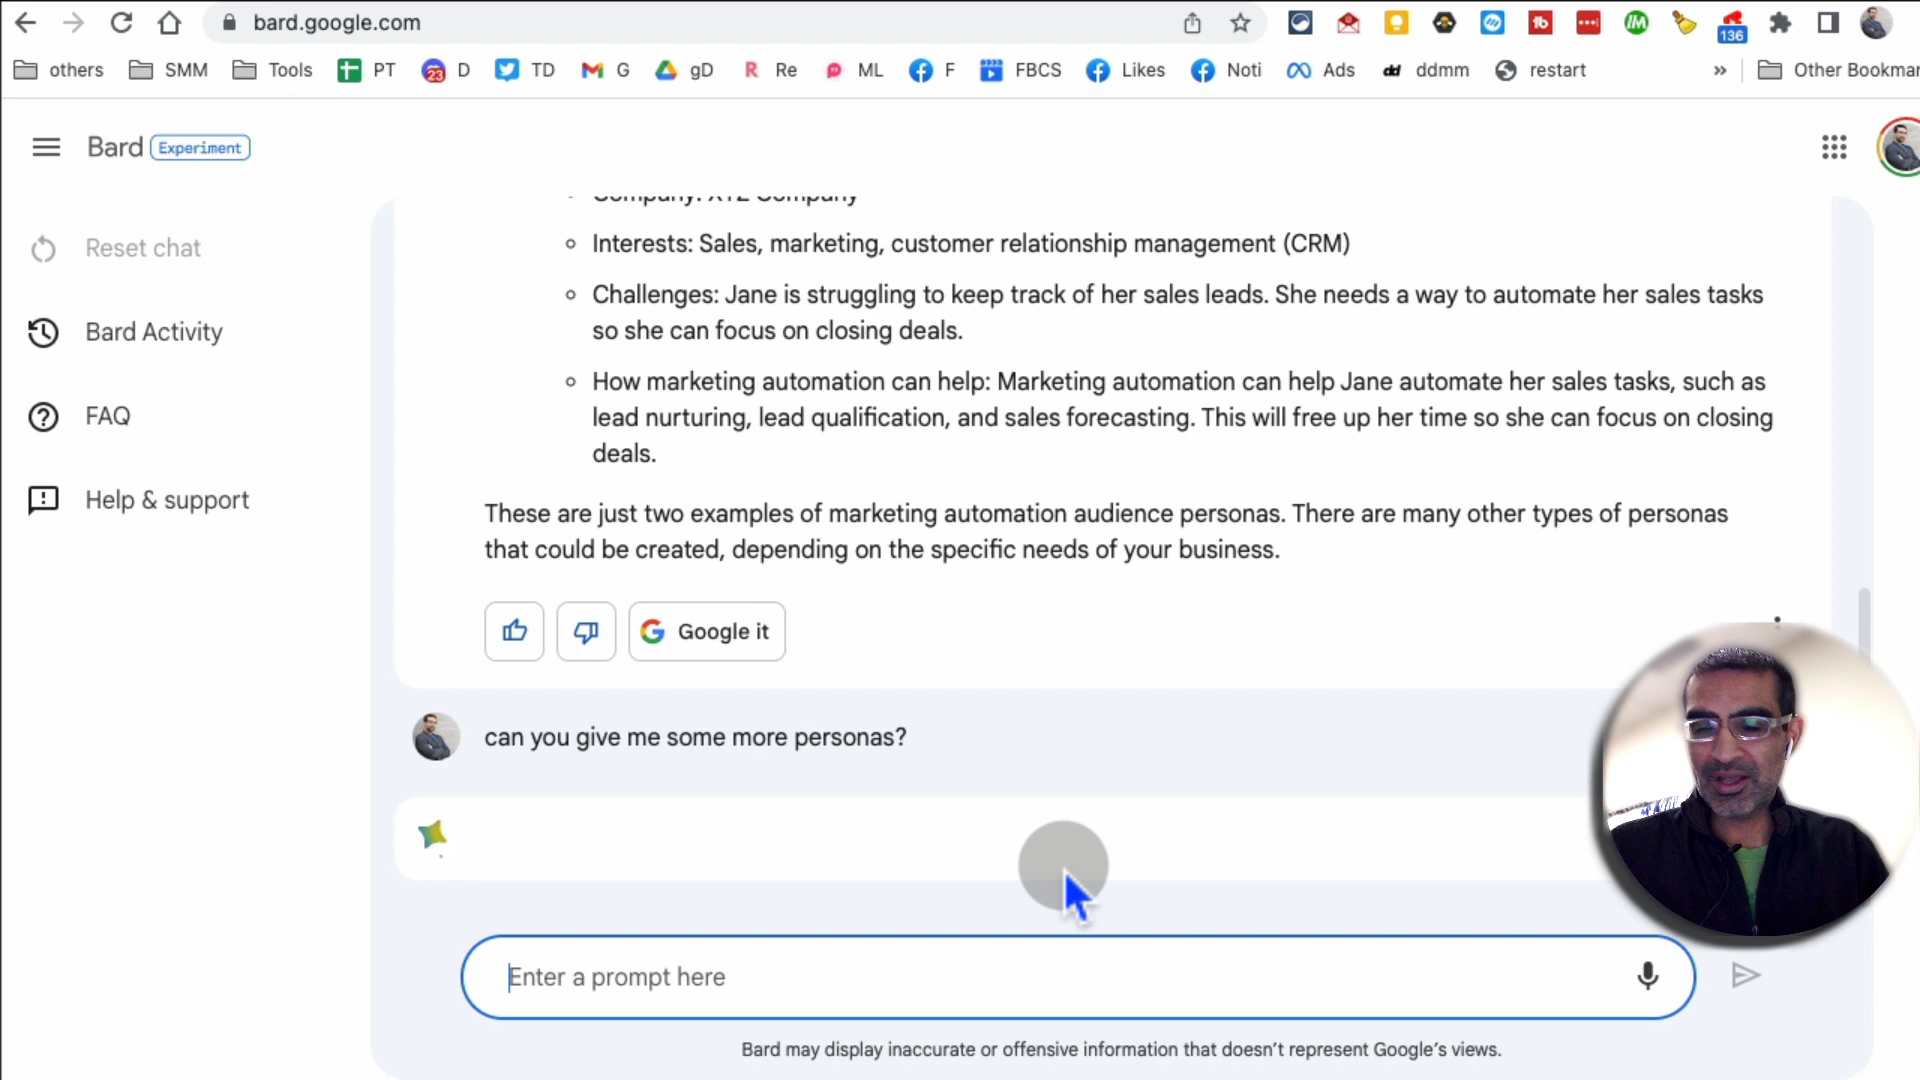 bard.google.com
136
others SMM Tools PT 23 D TD G gD Re ML F FBCS Likes Noti Ads dd ddmm restart » Other Bookmar
Bard Experiment
Reset chat
Bard Activity
FAQ
Help & support
Company: XYZ Company
Interests: Sales, marketing, customer relationship management (CRM)
Challenges: Jane is struggling to keep track of her sales leads. She needs a way to automate her sales tasks
so she can focus on closing deals.
How marketing automation can help: Marketing automation can help Jane automate her sales tasks, such as
lead nurturing, lead qualification, and sales forecasting. This will free up her time so she can focus on closing
deals.
These are just two examples of marketing automation audience personas. There are many other types of personas
that could be created, depending on the specific needs of your business.
Google it
can you give me some more personas?
Enter a prompt here
Bard may display inaccurate or offensive information that doesn't represent Google's views.